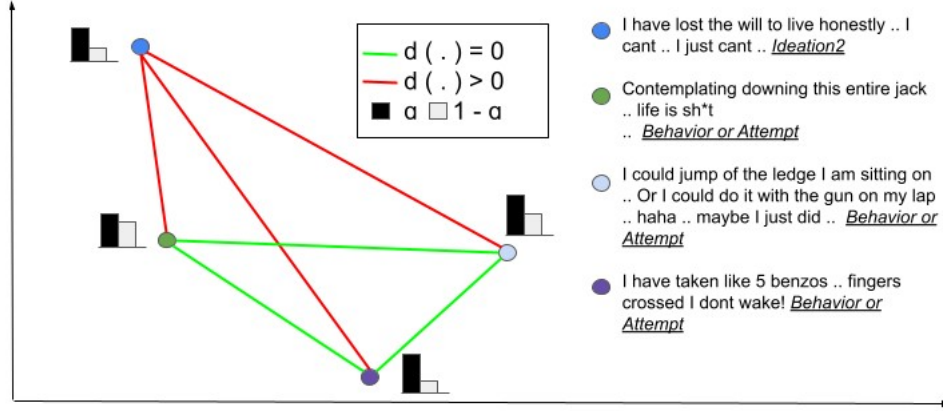 d ( . ) = 0
d ( . ) > 0
α 1 - α
I have lost the will to live honestly .. I
cant .. I just cant .. Ideation2
Contemplating downing this entire jack
.. life is sh*t
.. Behavior or Attempt
I could jump of the ledge I am sitting on
.. Or I could do it with the gun on my lap
.. haha .. maybe I just did .. Behavior or
Attempt
I have taken like 5 benzos .. fingers
crossed I dont wake! Behavior or
Attempt